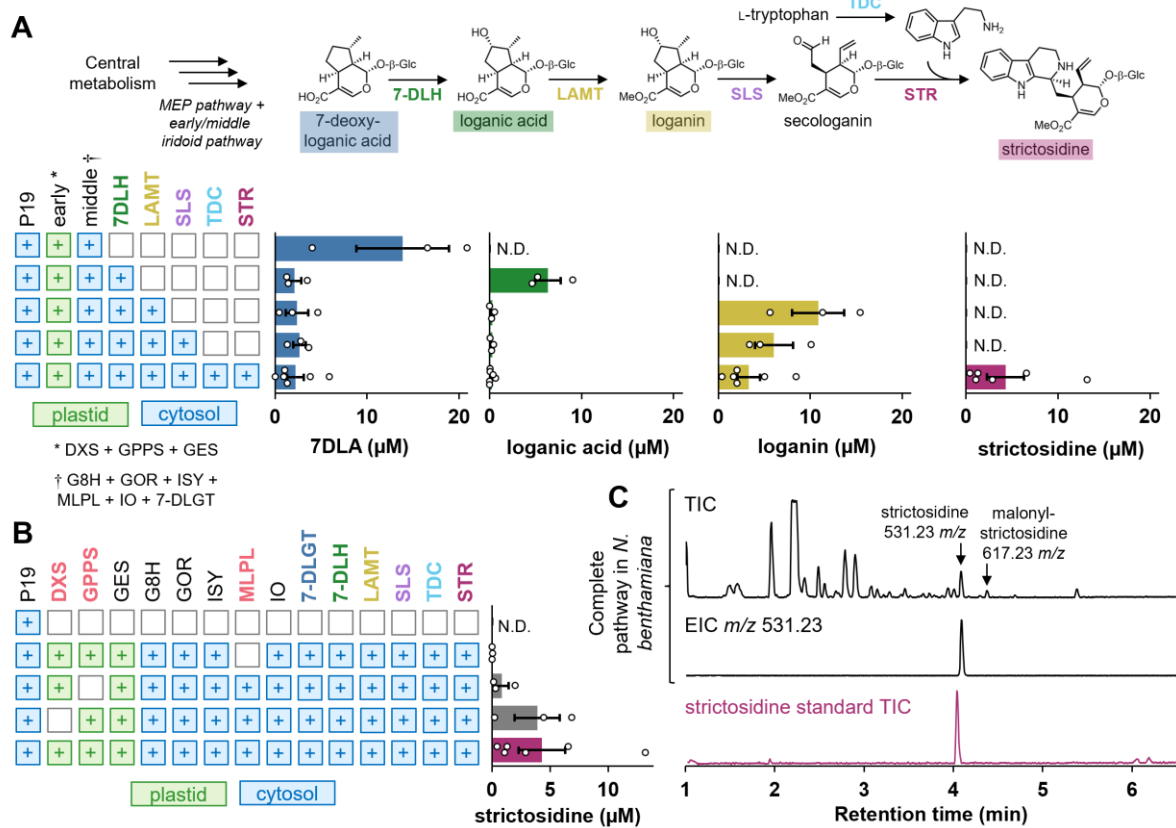 A
L-tryptophan
TDC
NH2
N
H
Central
metabolism
MEP pathway +
early/middle
iridoid pathway
H
O-β-Glc
H
O
HO2C
7-deoxy-
loganic acid
7-DLH
HO
H
O-β-Glc
H
O
HO2C
loganic acid
LAMT
HO
H
O-β-Glc
H
O
MeO2C
loganin
SLS
O
O-β-Glc
O
MeO2C
secologanin
STR
NH
N
H
H
O-β-Glc
O
MeO2C
strictosidine
P19 early * middle † 7DLH LAMT SLS TDC STR
+ + +
+ + + +
+ + + + +
+ + + + + +
+ + + + + + + +
plastid cytosol
* DXS + GPPS + GES
† G8H + GOR + ISY +
MLPL + IO + 7-DLGT
0 10 20
7DLA (µM)
N.D.
0 10 20
loganic acid (µM)
N.D.
N.D.
0 10 20
loganin (µM)
N.D.
N.D.
N.D.
N.D.
0 10 20
strictosidine (µM)
B
P19 DXS GPPS GES G8H GOR ISY MLPL IO 7-DLGT 7-DLH LAMT SLS TDC STR
+
+ + + + + + + + + + + + + +
+ + + + + + + + + + + + + +
+ + + + + + + + + + + + + +
+ + + + + + + + + + + + + + +
plastid cytosol
N.D.
0 5 10
strictosidine (µM)
C
Complete
pathway in N.
benthamiana
TIC
strictosidine
531.23 m/z
malonyl-
strictosidine
617.23 m/z
EIC m/z 531.23
strictosidine standard TIC
1 2 3 4 5 6
Retention time (min)